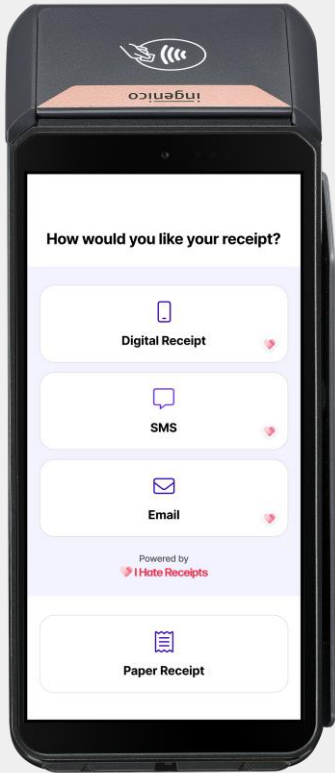 ingenico
How would you like your receipt?
Digital Receipt
SMS
Email
Powered by
I Hate Receipts
Paper Receipt